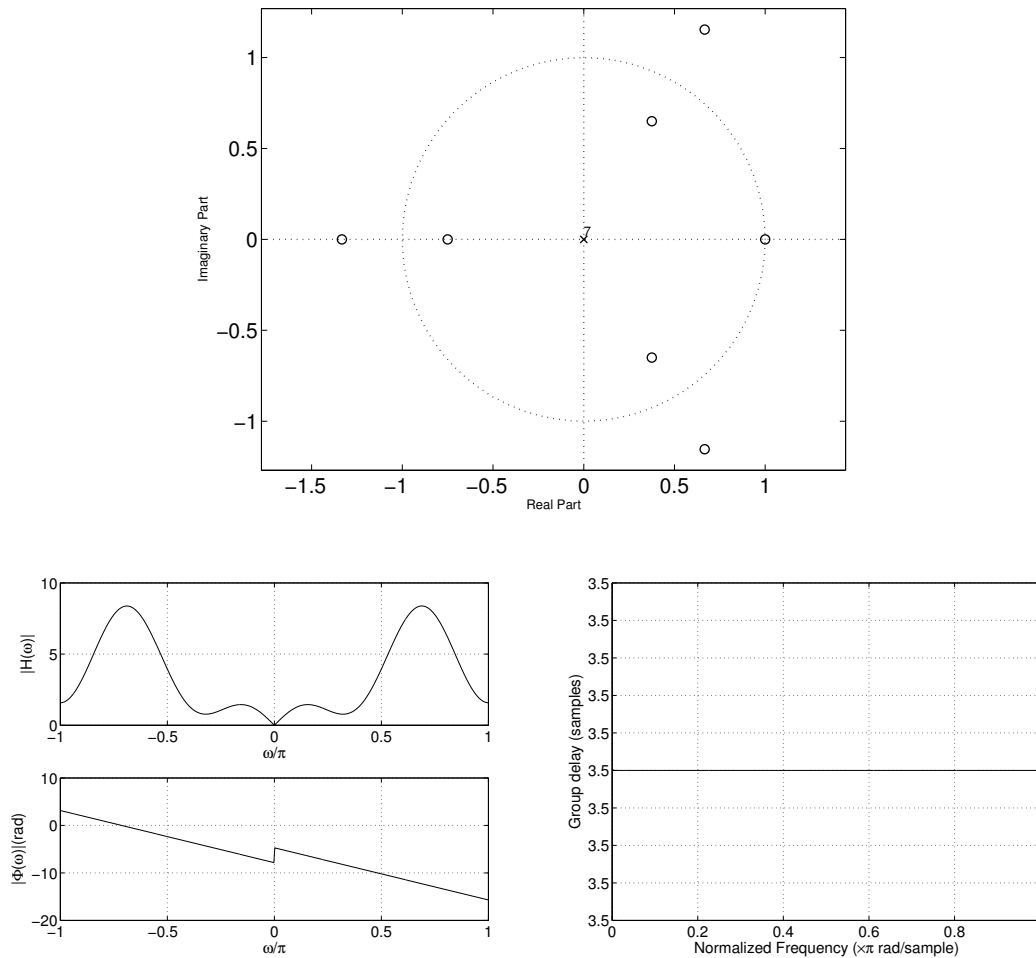 1
0.5
0
−0.5
−1
Imaginary Part
7
−1.5 −1 −0.5 0 0.5 1
Real Part
10
5
0
|H(ω)|
−1 −0.5 0 0.5 1
ω/π
10
0
−10
−20
|Φ(ω)|(rad)
−1 −0.5 0 0.5 1
ω/π
3.5
3.5
3.5
3.5
3.5
3.5
3.5
3.5
3.5
3.5
Group delay (samples)
0 0.2 0.4 0.6 0.8
Normalized Frequency (×π rad/sample)